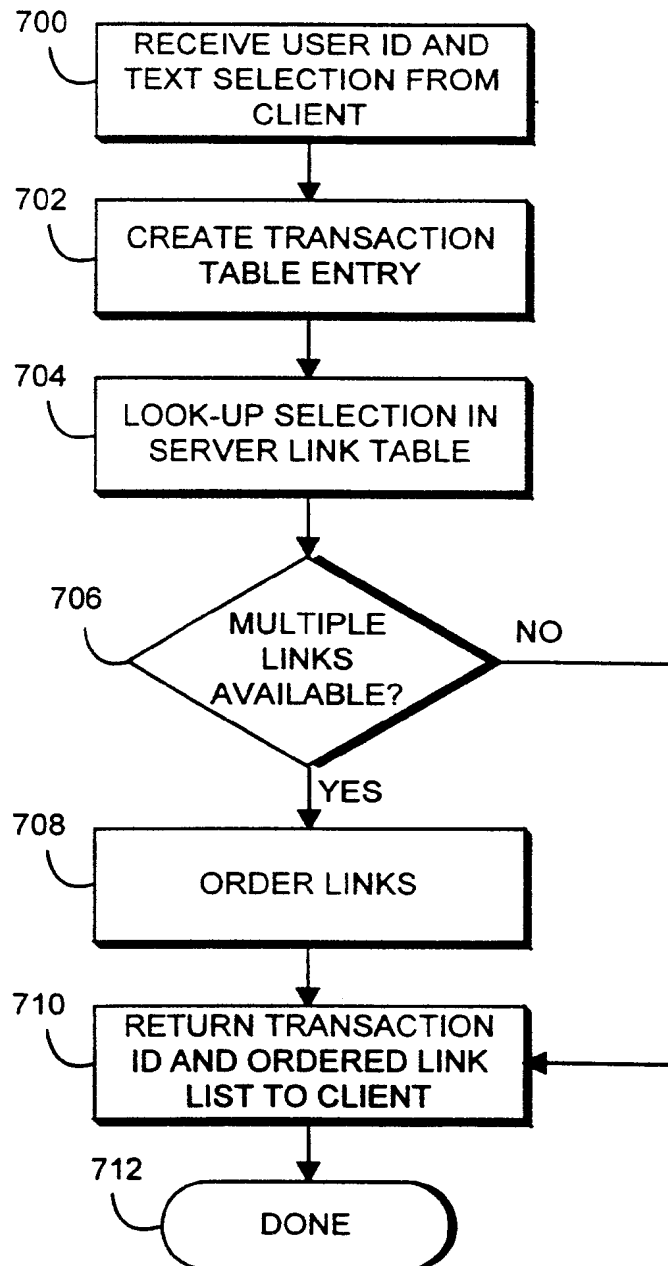 700
RECEIVE USER ID AND
TEXT SELECTION FROM
CLIENT
702
CREATE TRANSACTION
TABLE ENTRY
704
LOOK-UP SELECTION IN
SERVER LINK TABLE
706
MULTIPLE
LINKS
AVAILABLE?
NO
YES
708
ORDER LINKS
710
RETURN TRANSACTION
ID AND ORDERED LINK
LIST TO CLIENT
712
DONE